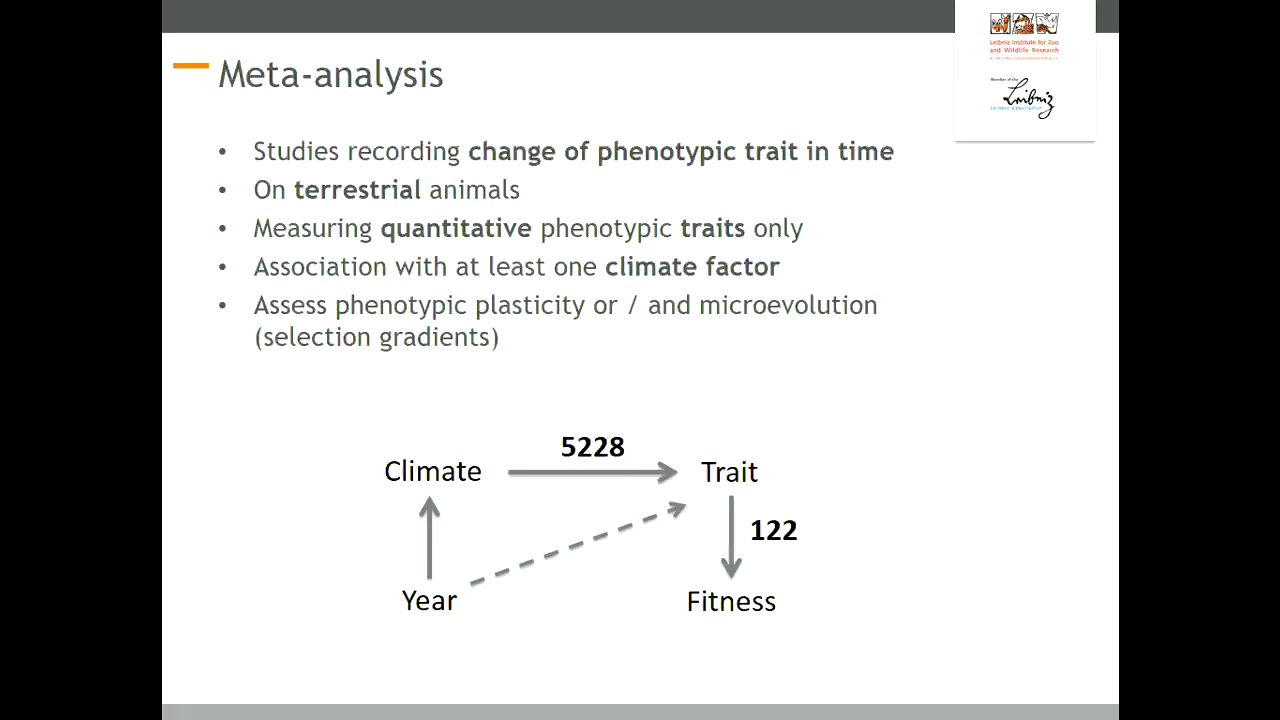 Leibniz Institute for Zoo
and Wildlife Research
Member of the
Leibniz
Meta-analysis
• Studies recording change of phenotypic trait in time
• On terrestrial animals
• Measuring quantitative phenotypic traits only
• Association with at least one climate factor
• Assess phenotypic plasticity or / and microevolution
(selection gradients)
5228
Climate
Trait
122
Year
Fitness